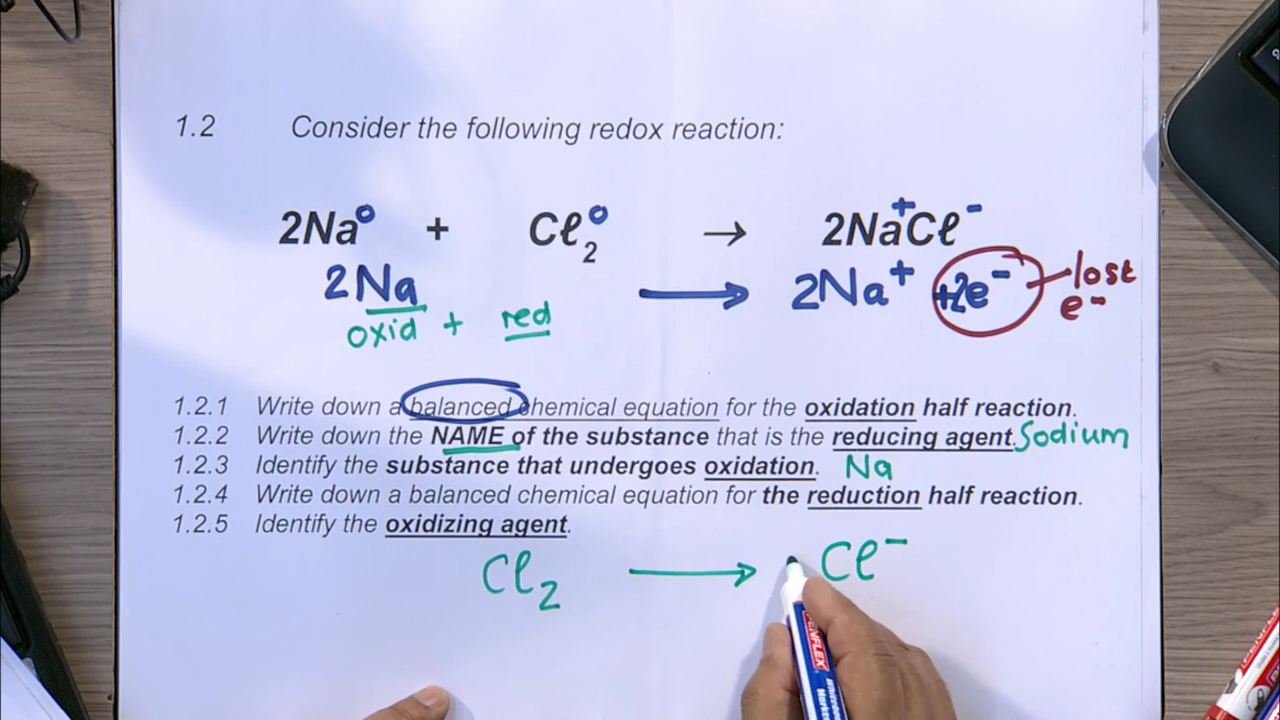 1.2 Consider the following redox reaction:
2Na⁰ + Cℓ₂⁰ → 2Na⁺Cℓ⁻
2Na → 2Na⁺ +2e⁻ lost e⁻
oxid + red
1.2.1 Write down a balanced chemical equation for the oxidation half reaction.
1.2.2 Write down the NAME of the substance that is the reducing agent. Sodium
1.2.3 Identify the substance that undergoes oxidation. Na
1.2.4 Write down a balanced chemical equation for the reduction half reaction.
1.2.5 Identify the oxidizing agent.
Cℓ₂ → Cℓ⁻